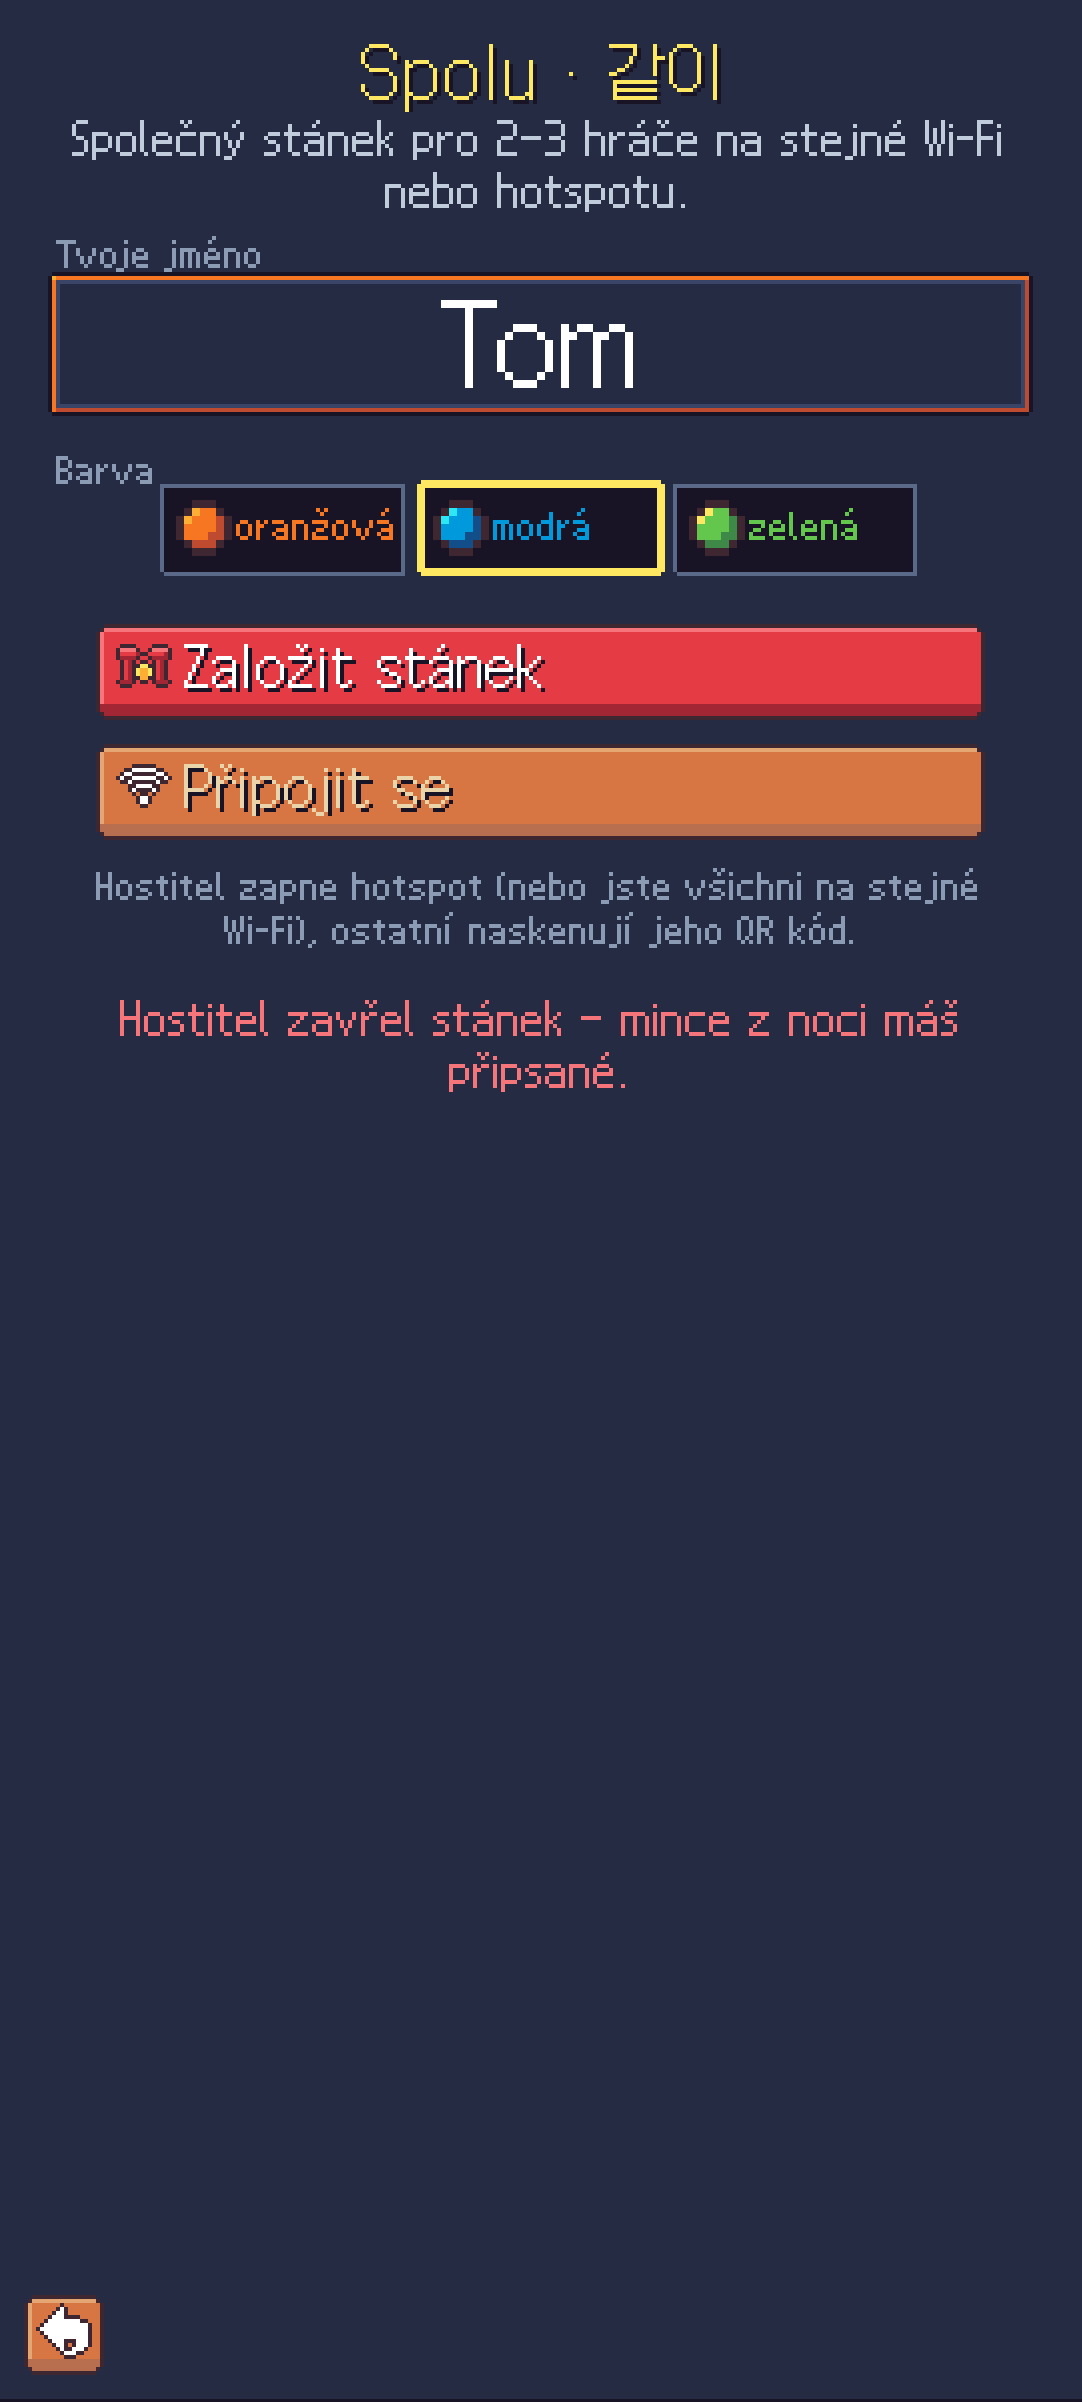 Spolu · 같이
Společný stánek pro 2-3 hráče na stejné Wi-Fi
nebo hotspotu.
Tvoje jméno
Tom
Barva
oranžová
modrá
zelená
Založit stánek
Připojit se
Hostitel zapne hotspot (nebo jste všichni na stejné
Wi-Fi), ostatní naskenují jeho QR kód.
Hostitel zavřel stánek – mince z noci máš
připsané.